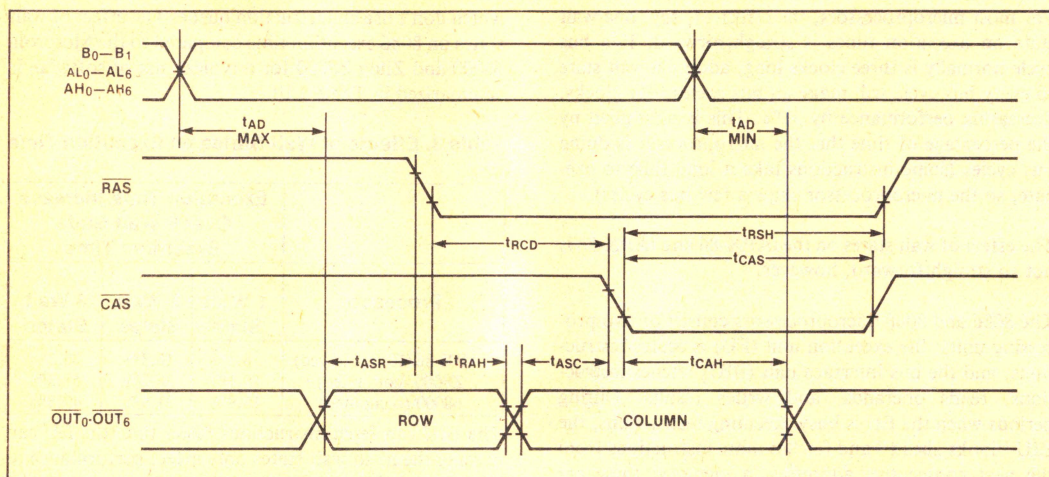 B₀–B₁
AL₀–AL₆
AH₀–AH₆
tAD
MAX
tAD
MIN
RAS
tRCD
tRSH
tCAS
CAS
tASR
tRAH
tASC
tCAH
OUT₀-OUT₆
ROW
COLUMN